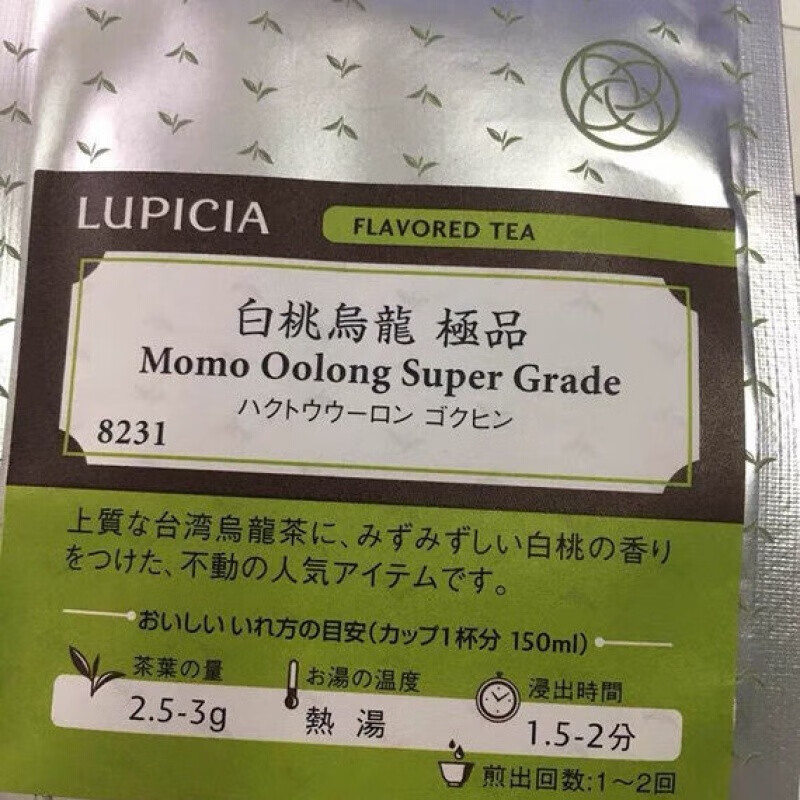 LUPICIA
FLAVORED TEA
白桃烏龍 極品
Momo Oolong Super Grade
ハクトウウーロン ゴクヒン
8231
上質な台湾烏龍茶に、みずみずしい白桃の香り
をつけた、不動の人気アイテムです。
おいしいいれ方の目安(カップ1杯分 150ml)
茶葉の量
2.5-3g
お湯の温度
熱湯
浸出時間
1.5-2分
煎出回数:1～2回